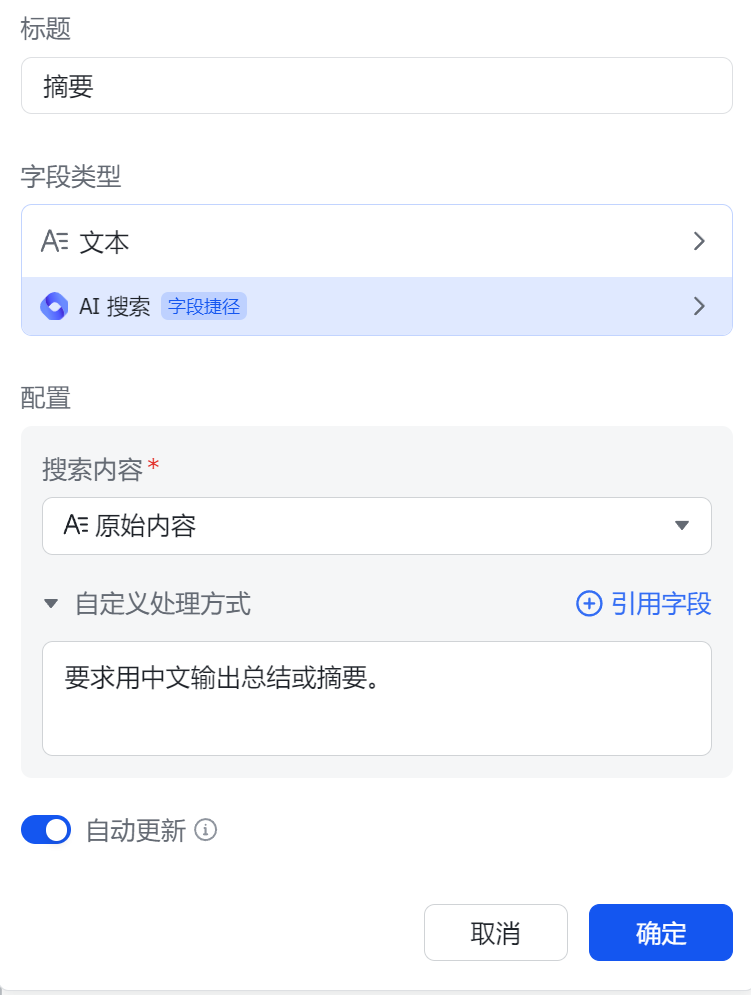 标题
摘要
字段类型
文本
AI 搜索 字段捷径
配置
搜索内容*
原始内容
自定义处理方式 引用字段
要求用中文输出总结或摘要。
自动更新
取消 确定